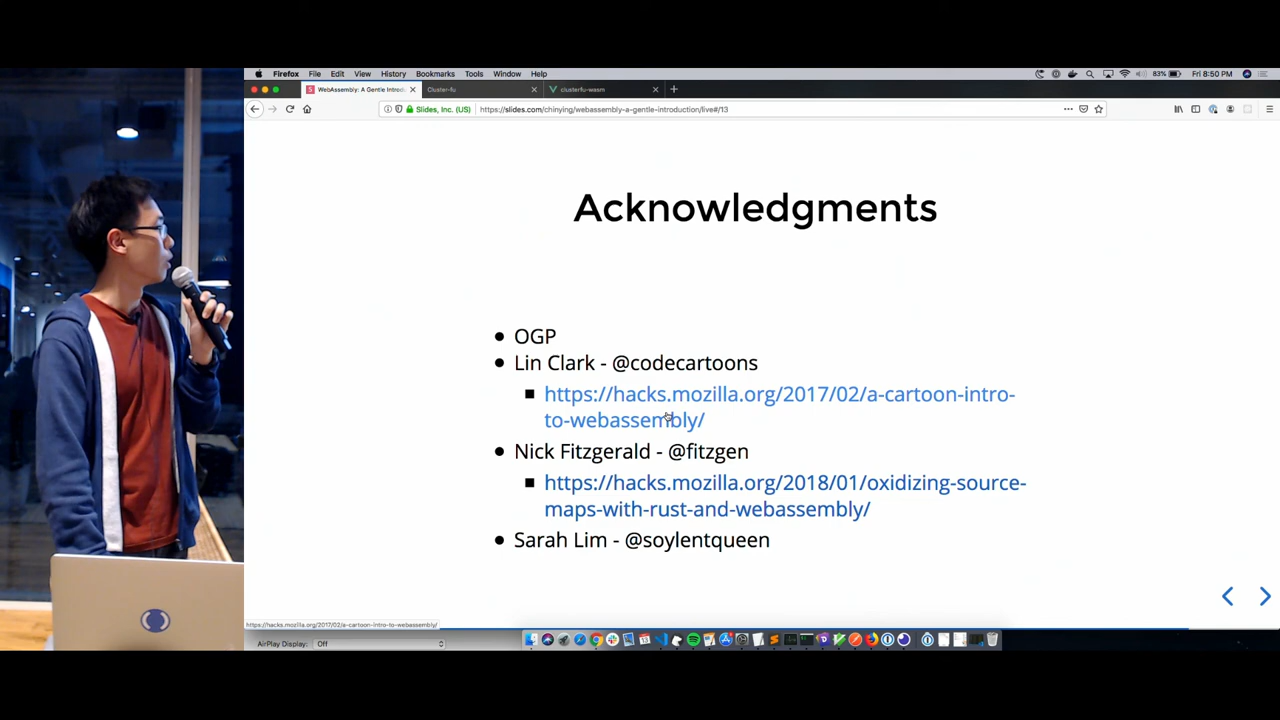 Firefox File Edit View History Bookmarks Tools Window Help
83% Fri 8:50 PM
WebAssembly: A Gentle Introd
Cluster-fu
clusterfu-wasm
Slides, Inc. (US)
https://slides.com/chinying/webassembly-a-gentle-introduction/live#/13
Acknowledgments
OGP
Lin Clark - @codecartoons
https://hacks.mozilla.org/2017/02/a-cartoon-intro-
to-webassembly/
Nick Fitzgerald - @fitzgen
https://hacks.mozilla.org/2018/01/oxidizing-source-
maps-with-rust-and-webassembly/
Sarah Lim - @soylentqueen
https://hacks.mozilla.org/2017/02/a-cartoon-intro-to-webassembly/
AirPlay Display: Off